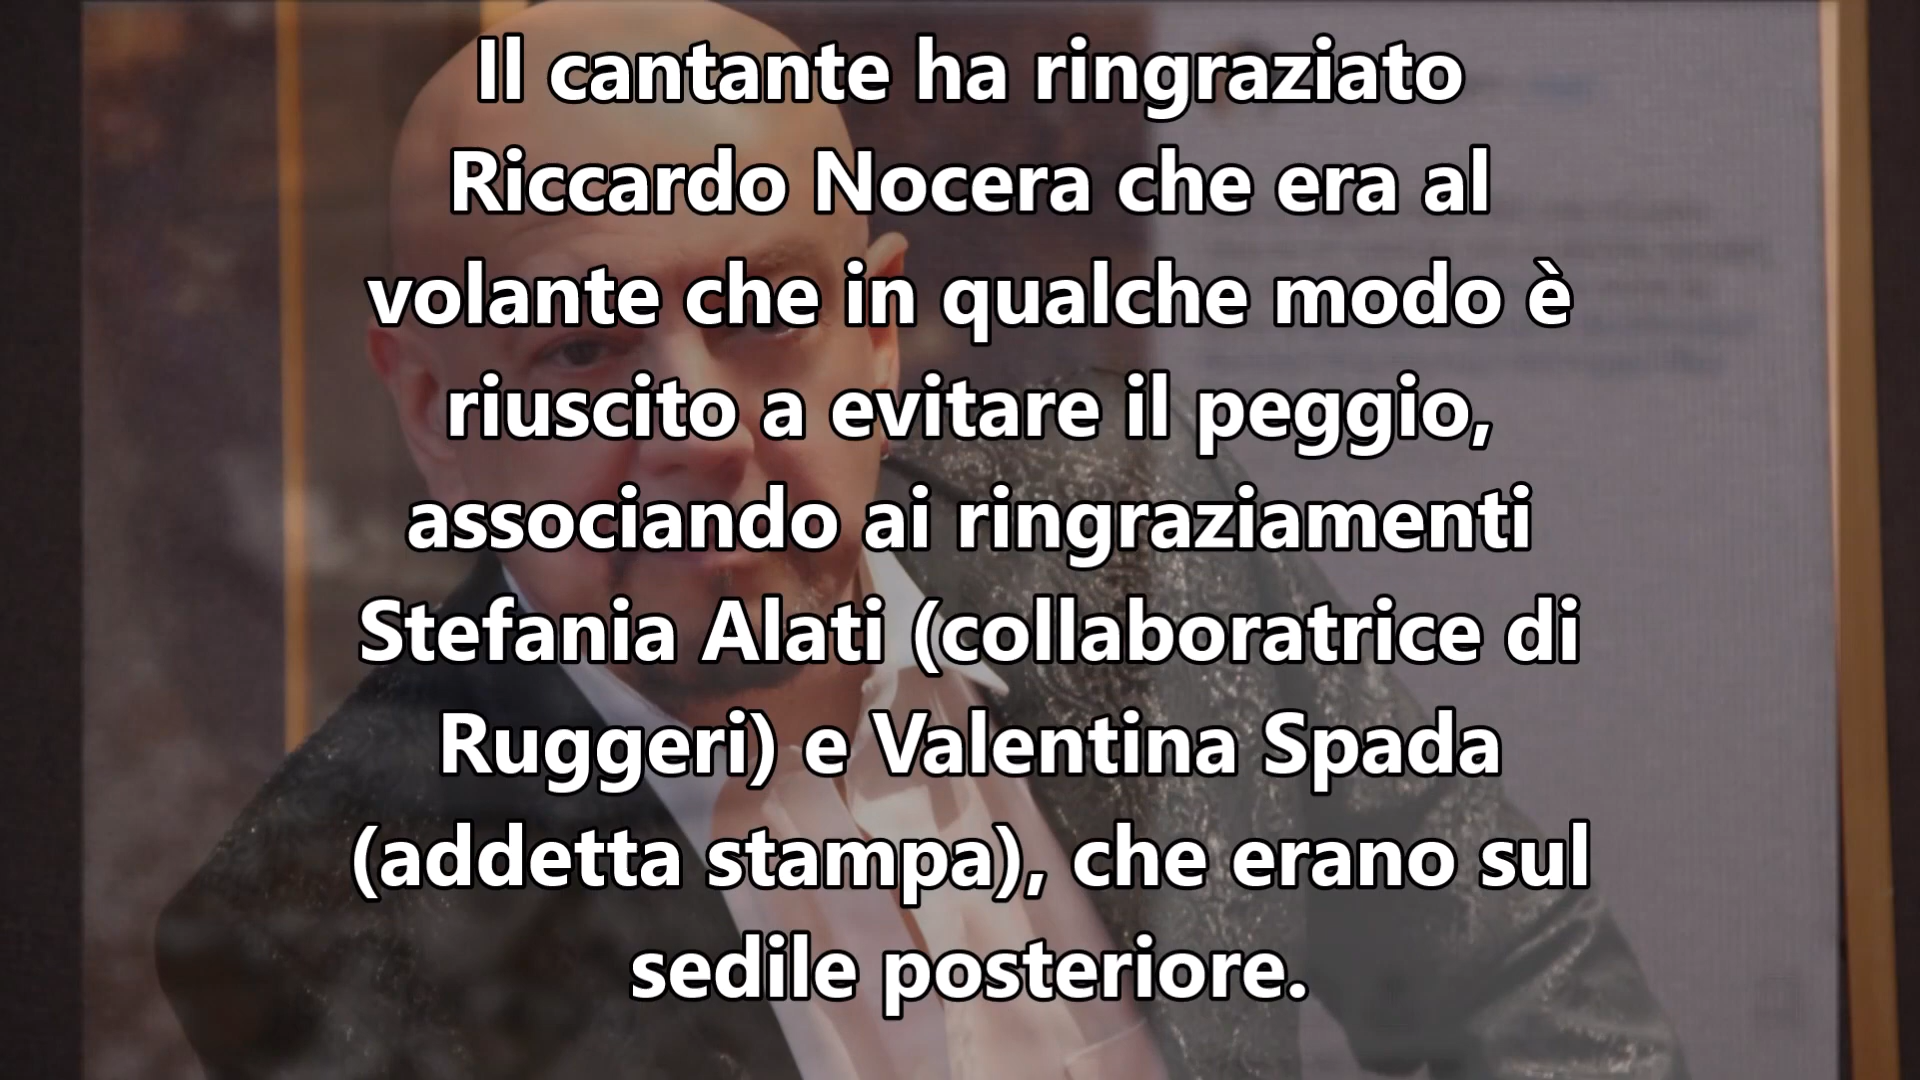 Il cantante ha ringraziato
Riccardo Nocera che era al
volante che in qualche modo è
riuscito a evitare il peggio,
associando ai ringraziamenti
Stefania Alati (collaboratrice di
Ruggeri) e Valentina Spada
(addetta stampa), che erano sul
sedile posteriore.